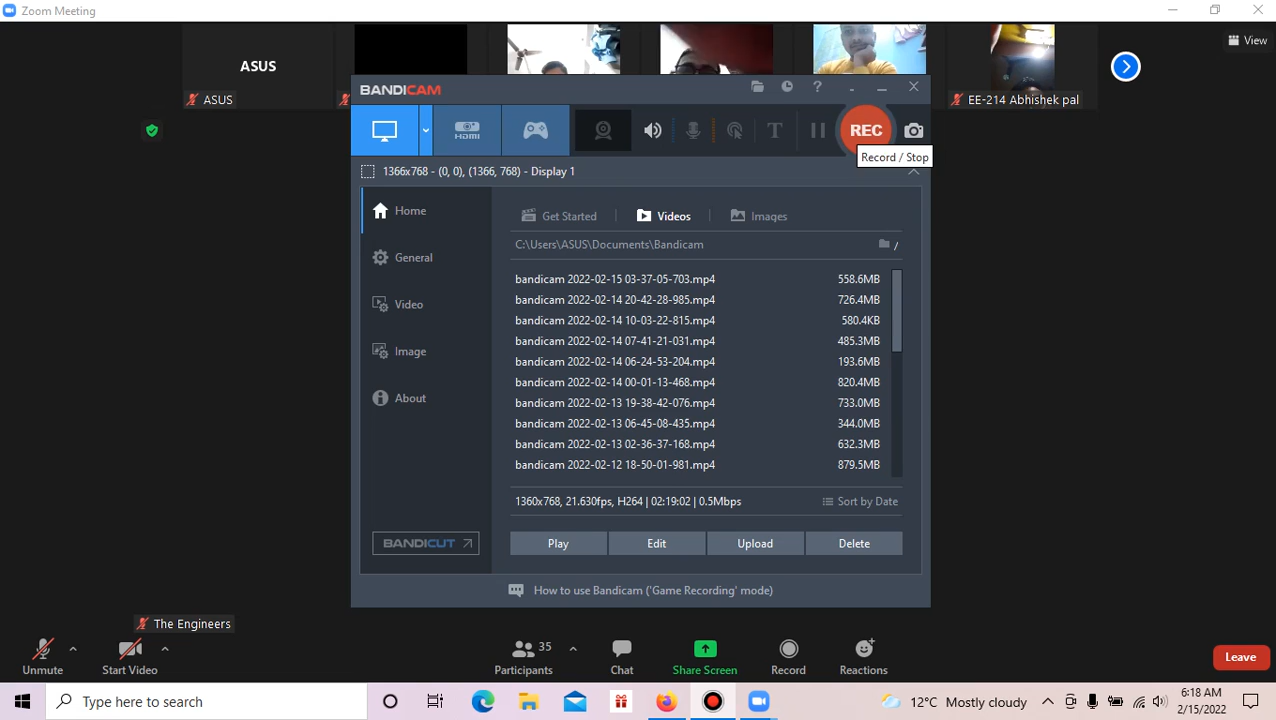 Zoom Meeting
View
ASUS
ASUS
EE-214 Abhishek pal
BANDICAM
?
HDMI
T
REC
Record / Stop
1366x768 - (0, 0), (1366, 768) - Display 1
Home
General
Video
Image
About
BANDICUT
Get Started
Videos
Images
C:\Users\ASUS\Documents\Bandicam
/
bandicam 2022-02-15 03-37-05-703.mp4 558.6MB
bandicam 2022-02-14 20-42-28-985.mp4 726.4MB
bandicam 2022-02-14 10-03-22-815.mp4 580.4KB
bandicam 2022-02-14 07-41-21-031.mp4 485.3MB
bandicam 2022-02-14 06-24-53-204.mp4 193.6MB
bandicam 2022-02-14 00-01-13-468.mp4 820.4MB
bandicam 2022-02-13 19-38-42-076.mp4 733.0MB
bandicam 2022-02-13 06-45-08-435.mp4 344.0MB
bandicam 2022-02-13 02-36-37-168.mp4 632.3MB
bandicam 2022-02-12 18-50-01-981.mp4 879.5MB
1360x768, 21.630fps, H264 | 02:19:02 | 0.5Mbps
Sort by Date
Play
Edit
Upload
Delete
How to use Bandicam ('Game Recording' mode)
The Engineers
Unmute
Start Video
35
Participants
Chat
Share Screen
Record
Reactions
Leave
Type here to search
12°C Mostly cloudy
6:18 AM
2/15/2022